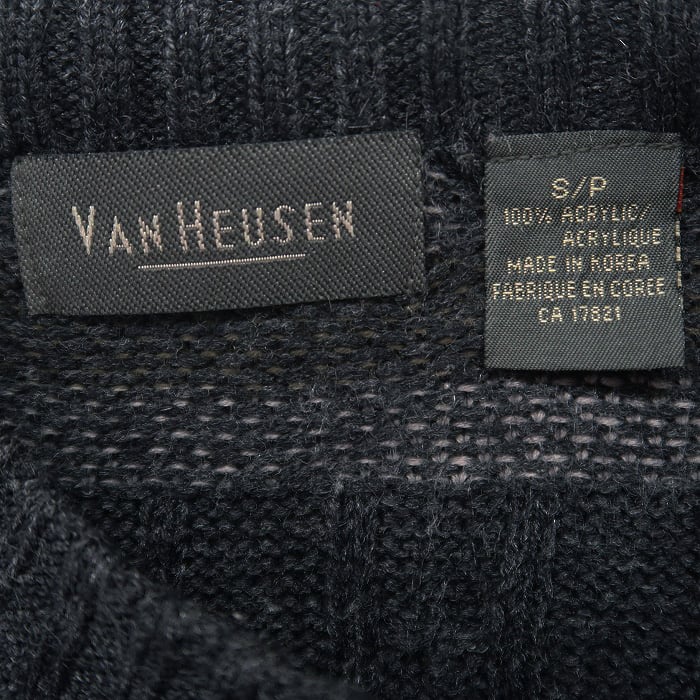 VAN HEUSEN
S/P
100% ACRYLIC/
ACRYLIQUE
MADE IN KOREA
FABRIQUE EN COREE
CA 17821